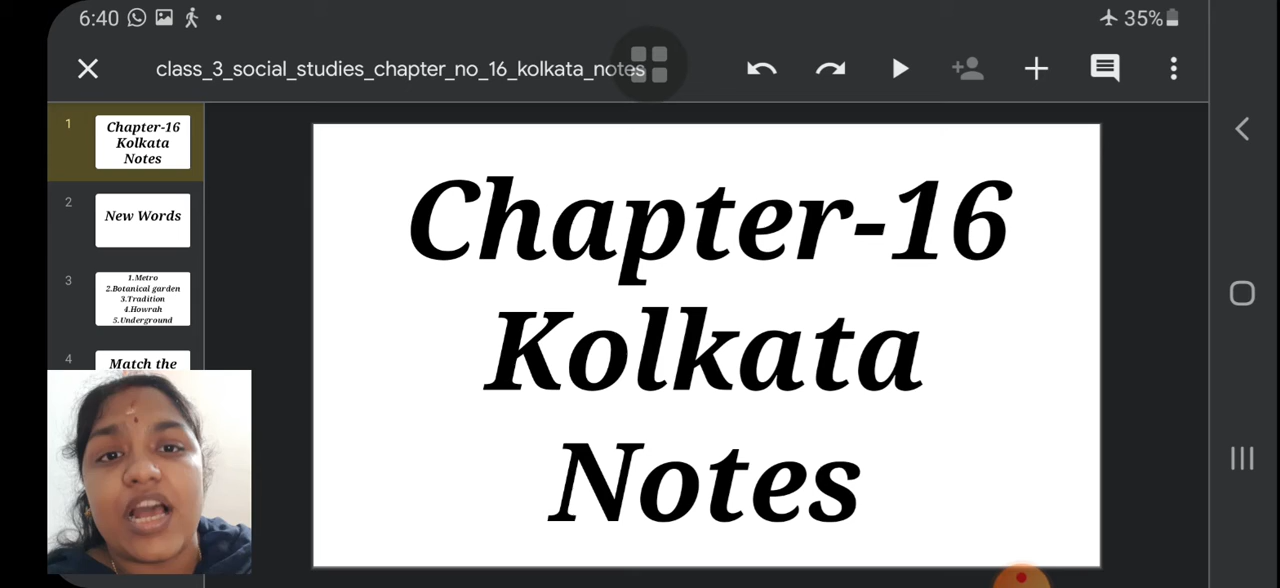 6:40
35%
class_3_social_studies_chapter_no_16_kolkata_notes
1
Chapter-16
Kolkata
Notes
2
New Words
3
1.Metro
2.Botanical garden
3.Tradition
4.Howrah
5.Underground
4
Match the
Chapter-16
Kolkata
Notes